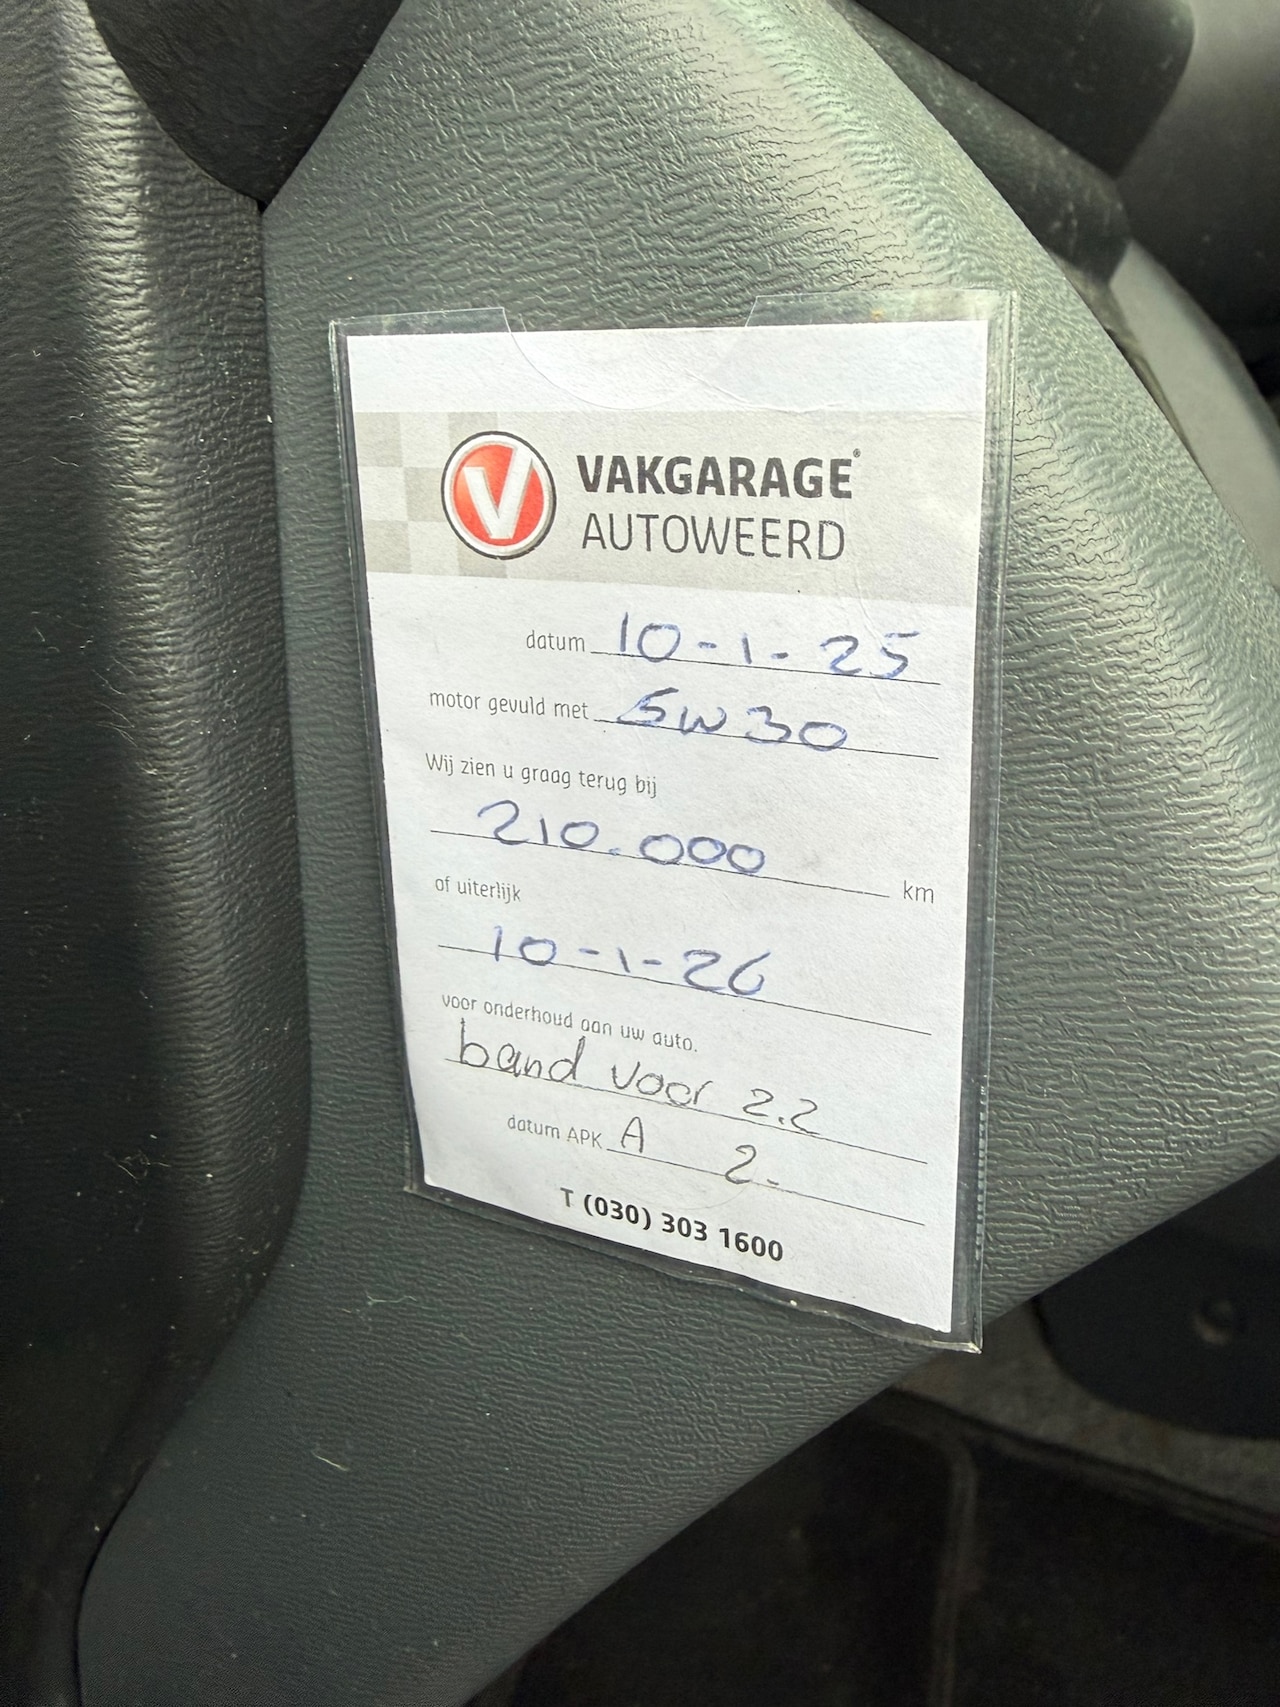 VAKGARAGE®
AUTOWEERD
datum 10-1-25
motor gevuld met 5W30
Wij zien u graag terug bij
210.000 km
of uiterlijk
10-1-26
voor onderhoud aan uw auto.
band voor 2.2
datum APK A 2.
T (030) 303 1600